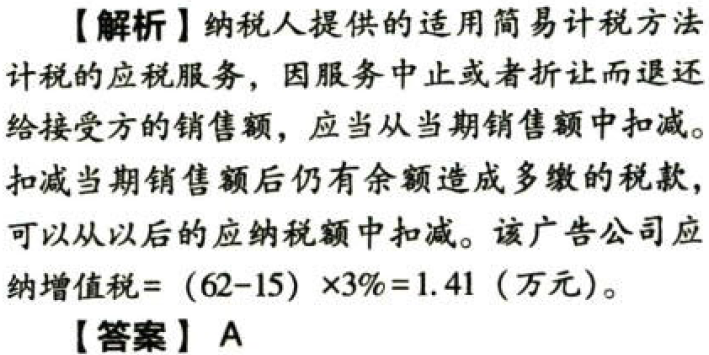 【解析】纳税人提供的适用简易计税方法
计税的应税服务，因服务中止或者折让而退还
给接受方的销售额，应当从当期销售额中扣减。
扣减当期销售额后仍有余额造成多缴的税款，
可以从以后的应纳税额中扣减。该广告公司应
纳增值税=（62-15）×3%=1.41（万元）。
【答案】 A